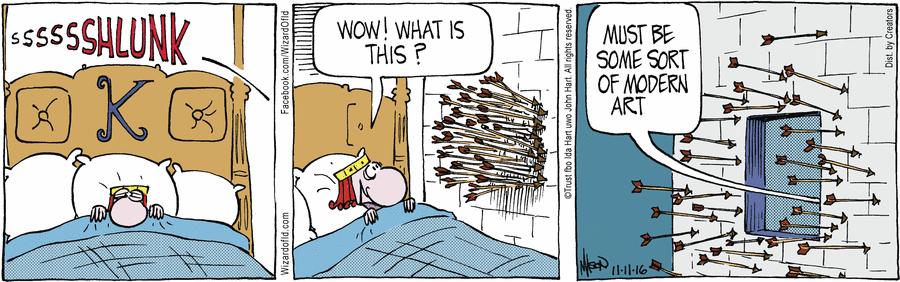 SSSSSSHLUNK
K
Facebook.com/WizardOfId
Wizardofid.com
WOW! WHAT IS
THIS?
©Trust fbo Ida Hart uwo John Hart. All rights reserved.
MUST BE
SOME SORT
OF MODERN
ART
Dist. by Creators
11-11-16